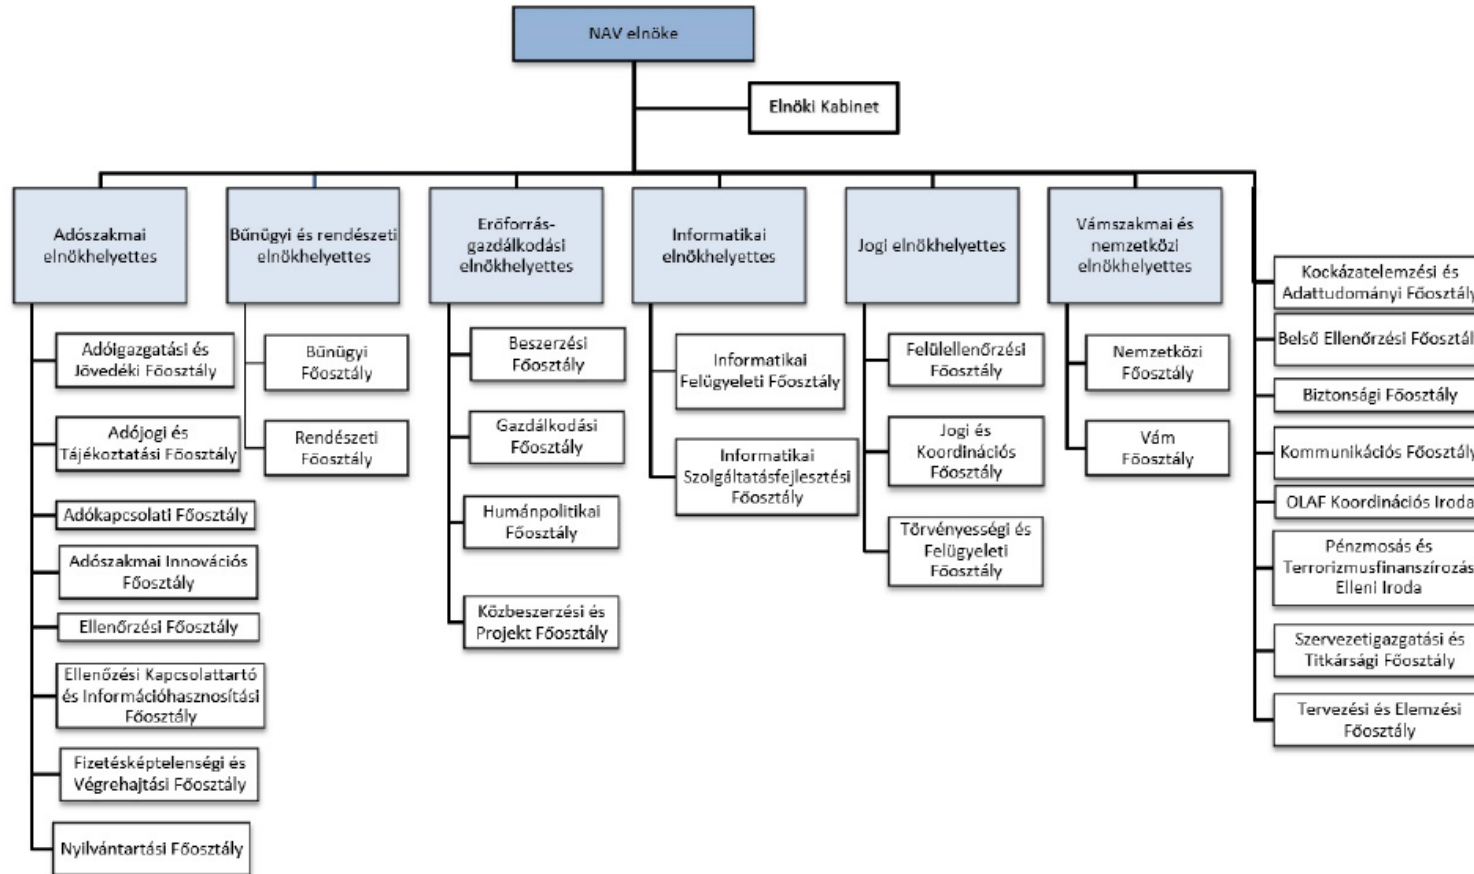 NAV elnöke
Elnöki Kabinet
Adószakmai
elnökhelyettes
Bűnügyi és rendészeti
elnökhelyettes
Erőforrás-
gazdálkodási
elnökhelyettes
Informatikai
elnökhelyettes
Jogi elnökhelyettes
Vámszakmai és
nemzetközi
elnökhelyettes
Adóigazgatási és
Jövedéki Főosztály
Adójogi és
Tájékoztatási Főosztály
Adókapcsolati Főosztály
Adószakmai Innovációs
Főosztály
Ellenőrzési Főosztály
Ellenőzési Kapcsolattartó
és Információhasznosítási
Főosztály
Fizetésképtelenségi és
Végrehajtási Főosztály
Nyilvántartási Főosztály
Bűnügyi
Főosztály
Rendészeti
Főosztály
Beszerzési
Főosztály
Gazdálkodási
Főosztály
Humánpolitikai
Főosztály
Közbeszerzési és
Projekt Főosztály
Informatikai
Felügyeleti Főosztály
Informatikai
Szolgáltatásfejlesztési
Főosztály
Felülellenőrzési
Főosztály
Jogi és
Koordinációs
Főosztály
Törvényességi és
Felügyeleti
Főosztály
Nemzetközi
Főosztály
Vám
Főosztály
Kockázatelemzési és
Adattudományi Főosztály
Belső Ellenőrzési Főosztál
Biztonsági Főosztály
Kommunikációs Főosztály
OLAF Koordinációs Iroda
Pénzmosás és
Terrorizmusfinanszírozás
Elleni Iroda
Szervezetigazgatási és
Titkársági Főosztály
Tervezési és Elemzési
Főosztály